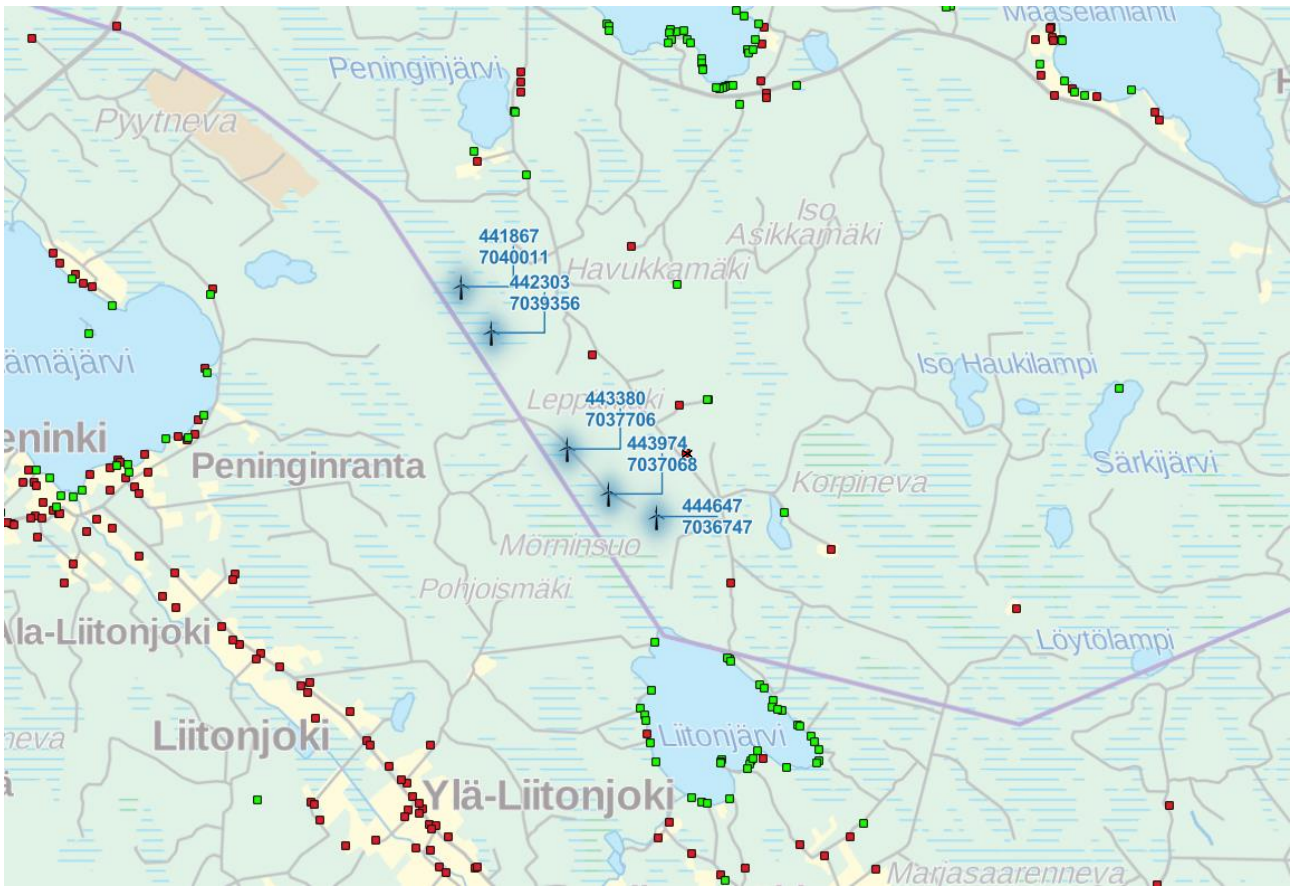 Maaselänlahti
H
Peninginjärvi
Pyytneva
Iso
Asikkamäki
441867
7040011
Havukkamäki
442303
7039356
ämäjärvi
Iso Haukilampi
Leppämäki
443380
7037706
eninki
443974
7037068
Peninginranta
Särkijärvi
Korpineva
444647
7036747
Mörninsuo
Pohjoismäki
Ala-Liitonjoki
Löytölampi
neva
Liitonjoki
Liitonjärvi
ä
Ylä-Liitonjoki
Marjasaarenneva